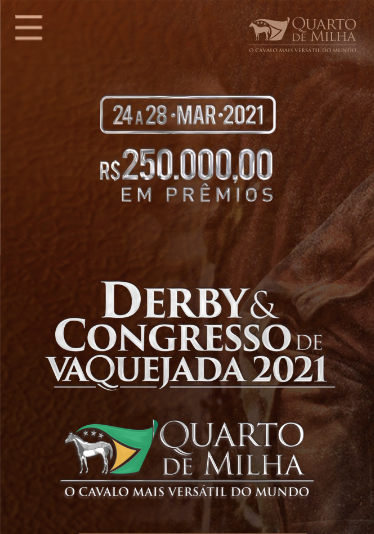 QUARTO
DE MILHA
O CAVALO MAIS VERSÁTIL DO MUNDO
24 A 28 · MAR · 2021
R$250.000,00
EM PRÊMIOS
DERBY &
CONGRESSO DE
VAQUEJADA 2021
QUARTO
DE MILHA
O CAVALO MAIS VERSÁTIL DO MUNDO